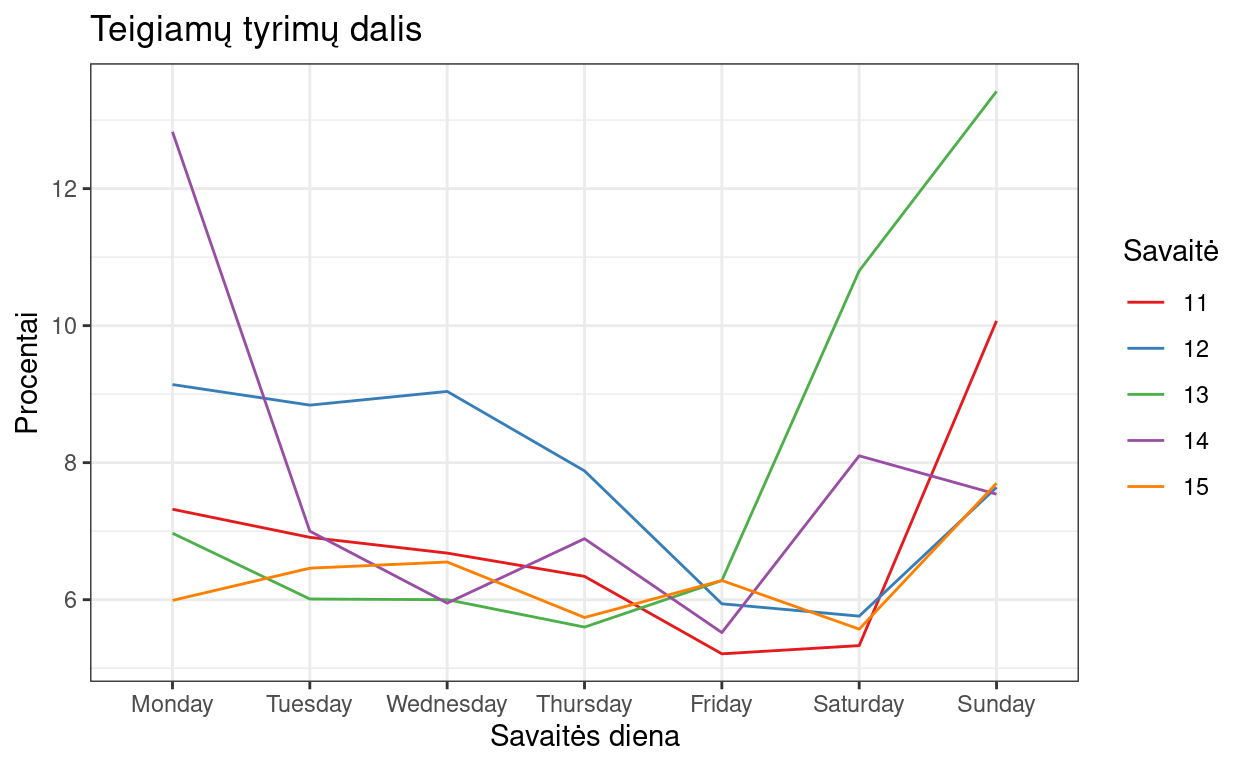 Teigiamų tyrimų dalis
Procentai
12
10
8
6
Monday
Tuesday
Wednesday
Thursday
Friday
Saturday
Sunday
Savaitės diena
Savaitė
11
12
13
14
15